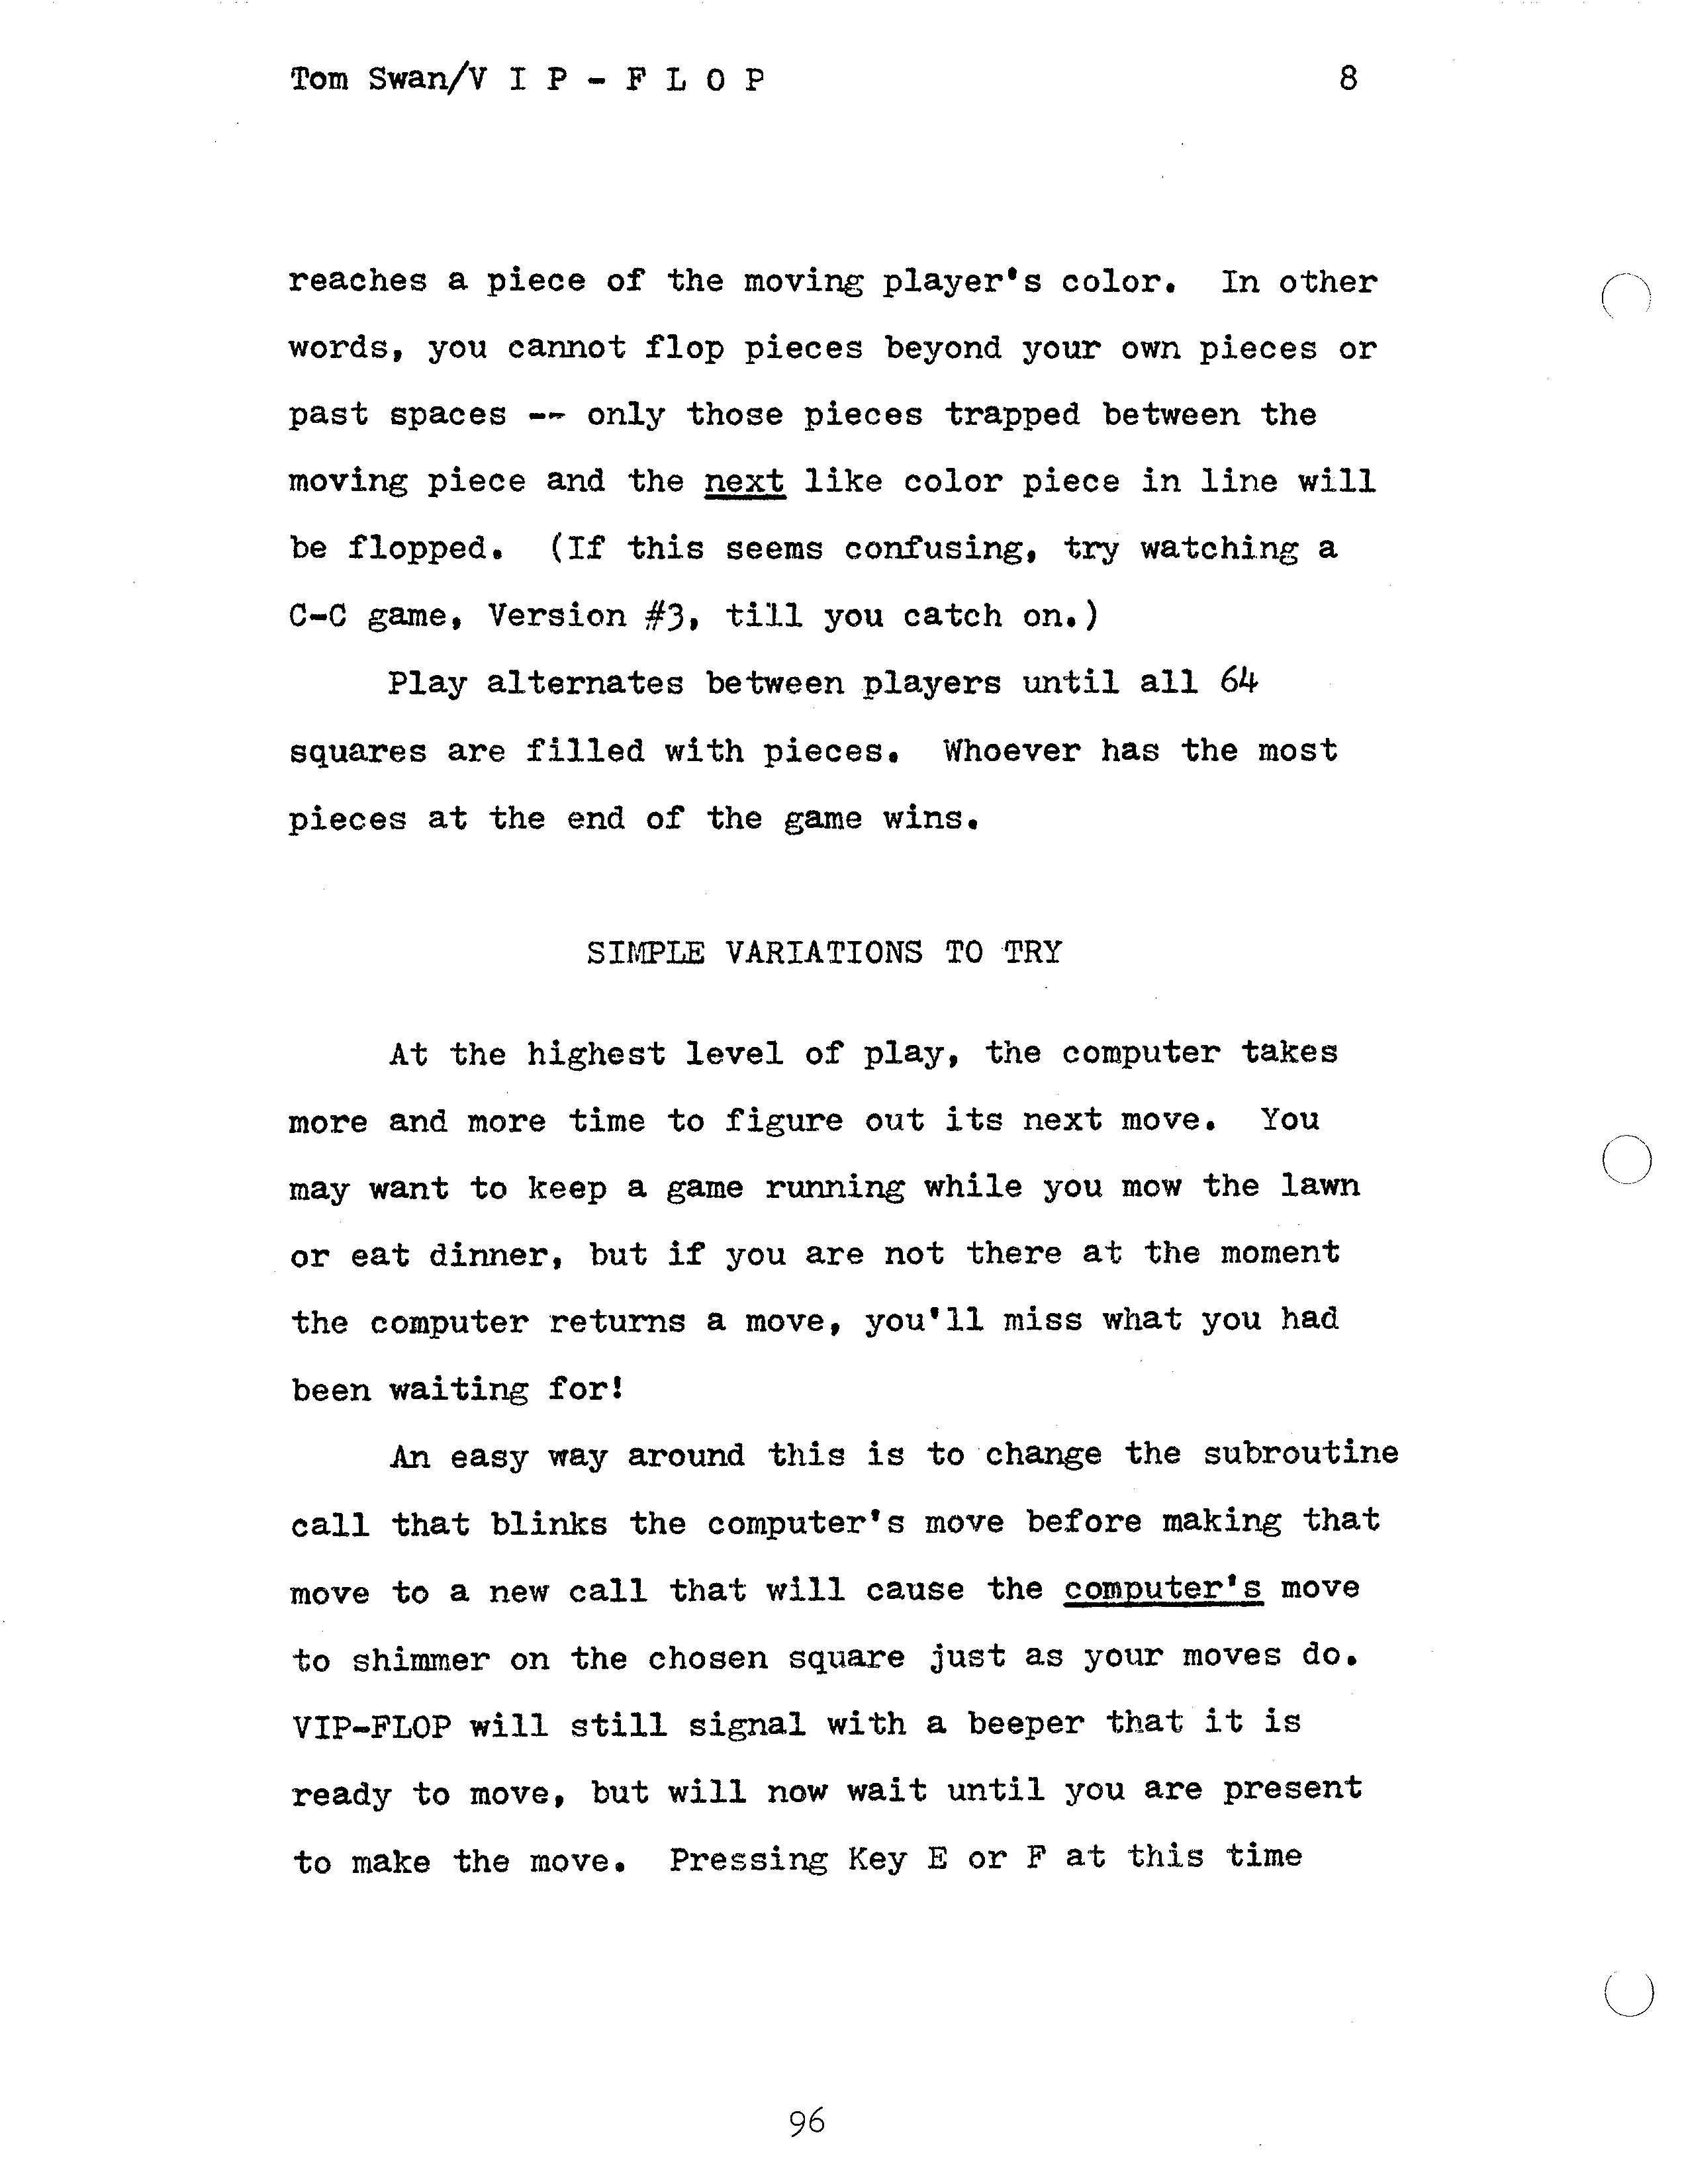 Tom Swan/V I P - F L O P 8
reaches a piece of the moving player's color.  In other
words, you cannot flop pieces beyond your own pieces or
past spaces -- only those pieces trapped between the
moving piece and the next like color piece in line will
be flopped.  (If this seems confusing, try watching a
C-C game, Version #3, till you catch on.)
Play alternates between players until all 64
squares are filled with pieces.  Whoever has the most
pieces at the end of the game wins.
SIMPLE VARIATIONS TO TRY
At the highest level of play, the computer takes
more and more time to figure out its next move.  You
may want to keep a game running while you mow the lawn
or eat dinner, but if you are not there at the moment
the computer returns a move, you'll miss what you had
been waiting for!
An easy way around this is to change the subroutine
call that blinks the computer's move before making that
move to a new call that will cause the computer's move
to shimmer on the chosen square just as your moves do.
VIP-FLOP will still signal with a beeper that it is
ready to move, but will now wait until you are present
to make the move.  Pressing Key E or F at this time
96